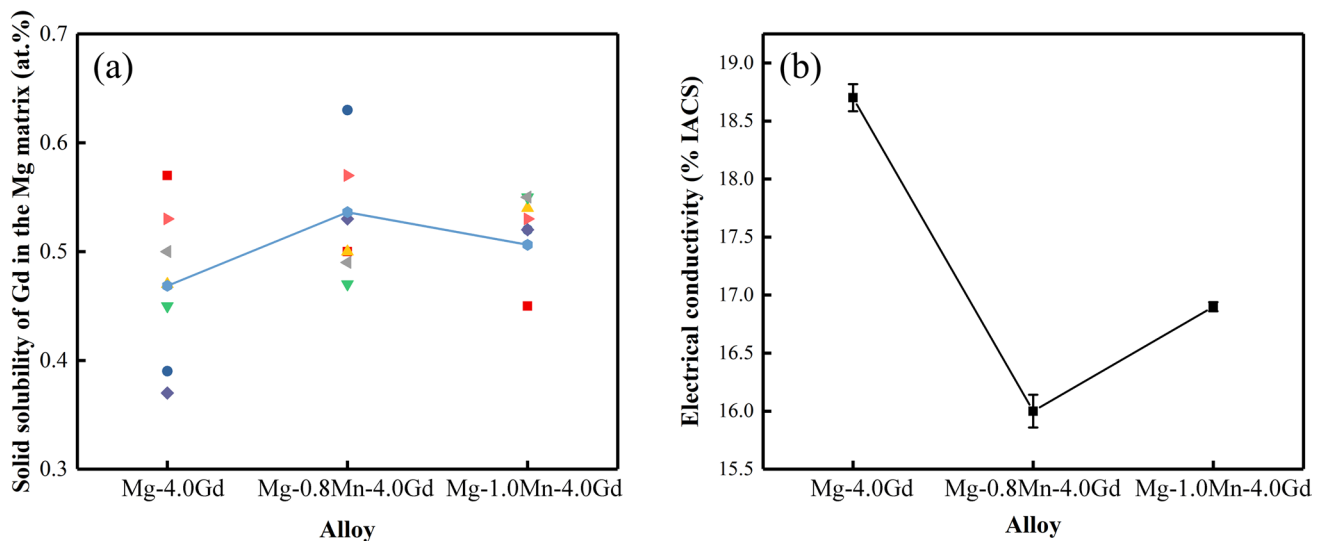 (a)
Solid solubility of Gd in the Mg matrix (at.%)
0.7
0.6
0.5
0.4
0.3
Mg-4.0Gd Mg-0.8Mn-4.0Gd Mg-1.0Mn-4.0Gd
Alloy
(b)
Electrical conductivity (% IACS)
19.0
18.5
18.0
17.5
17.0
16.5
16.0
15.5
Mg-4.0Gd Mg-0.8Mn-4.0Gd Mg-1.0Mn-4.0Gd
Alloy